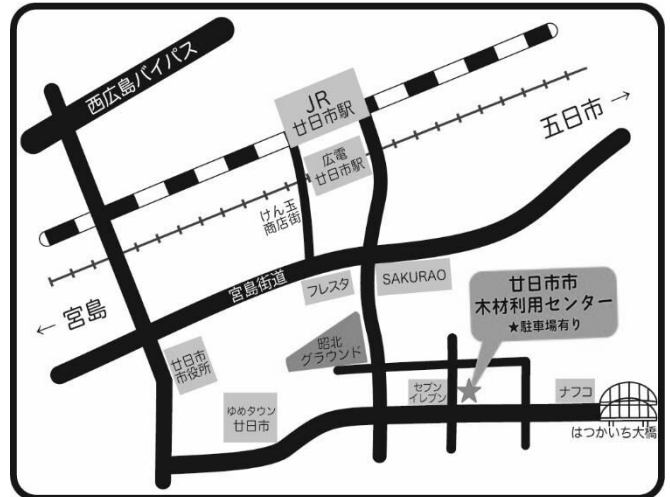 西広島バイパス
JR
廿日市駅
広電
廿日市駅
五日市 →
けん玉
商店街
← 宮島
宮島街道
フレスタ
SAKURAO
廿日市市
木材利用センター
★駐車場有り
昭北
グラウンド
廿日市
市役所
セブン
イレブン
ナフコ
ゆめタウン
廿日市
はつかいち大橋